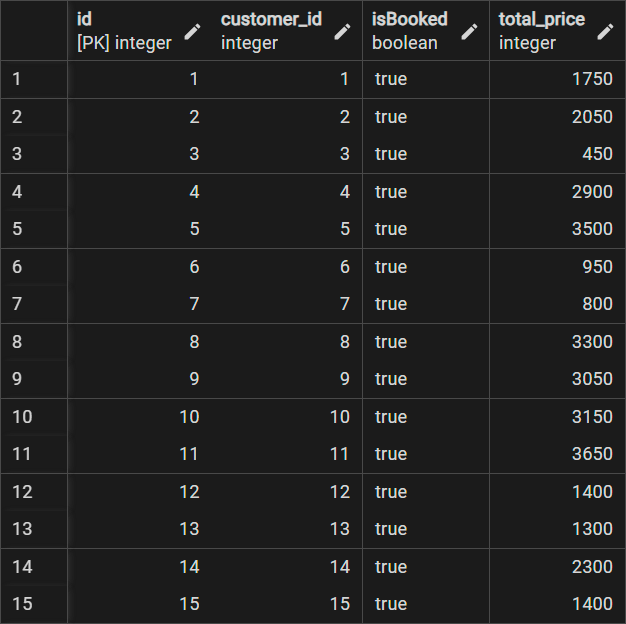 id customer_id isBooked total_price
[PK] integer integer boolean integer
1 1 1 true 1750
2 2 2 true 2050
3 3 3 true 450
4 4 4 true 2900
5 5 5 true 3500
6 6 6 true 950
7 7 7 true 800
8 8 8 true 3300
9 9 9 true 3050
10 10 10 true 3150
11 11 11 true 3650
12 12 12 true 1400
13 13 13 true 1300
14 14 14 true 2300
15 15 15 true 1400